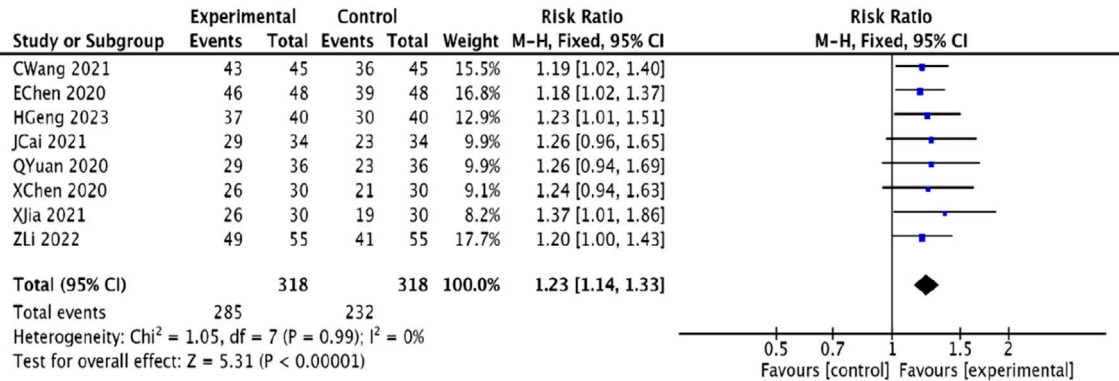 Experimental Control Risk Ratio Risk Ratio
Study or Subgroup Events Total Events Total Weight M-H, Fixed, 95% CI M-H, Fixed, 95% CI
CWang 2021 43 45 36 45 15.5% 1.19 [1.02, 1.40]
EChen 2020 46 48 39 48 16.8% 1.18 [1.02, 1.37]
HGeng 2023 37 40 30 40 12.9% 1.23 [1.01, 1.51]
JCai 2021 29 34 23 34 9.9% 1.26 [0.96, 1.65]
QYuan 2020 29 36 23 36 9.9% 1.26 [0.94, 1.69]
XChen 2020 26 30 21 30 9.1% 1.24 [0.94, 1.63]
XJia 2021 26 30 19 30 8.2% 1.37 [1.01, 1.86]
ZLi 2022 49 55 41 55 17.7% 1.20 [1.00, 1.43]
Total (95% CI) 318 318 100.0% 1.23 [1.14, 1.33]
Total events 285 232
Heterogeneity: Chi² = 1.05, df = 7 (P = 0.99); I² = 0%
Test for overall effect: Z = 5.31 (P < 0.00001)
0.5 0.7 1 1.5 2
Favours [control] Favours [experimental]